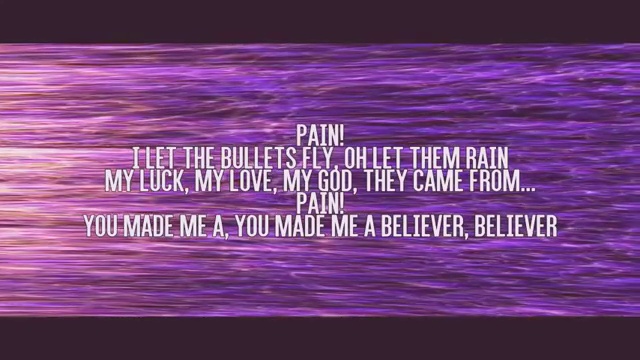 PAIN!
I LET THE BULLETS FLY, OH LET THEM RAIN
MY LUCK, MY LOVE, MY GOD, THEY CAME FROM...
PAIN!
YOU MADE ME A, YOU MADE ME A BELIEVER, BELIEVER